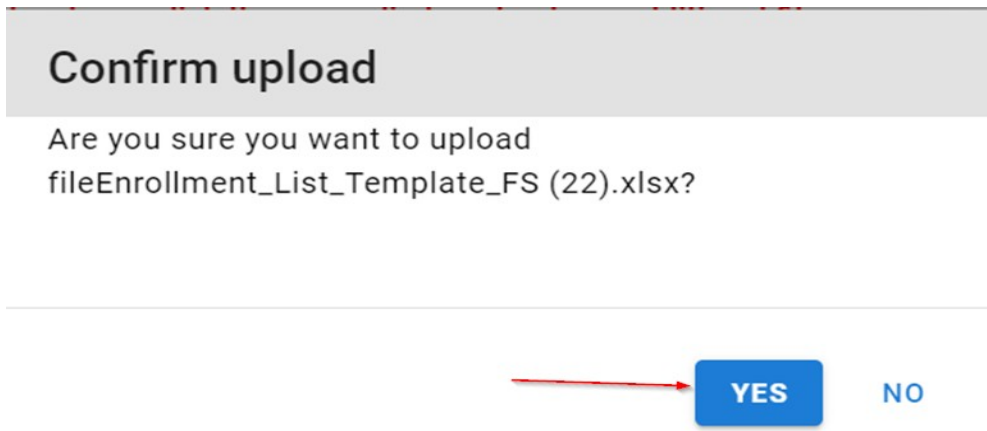 Confirm upload
Are you sure you want to upload
fileEnrollment_List_Template_FS (22).xlsx?
YES NO